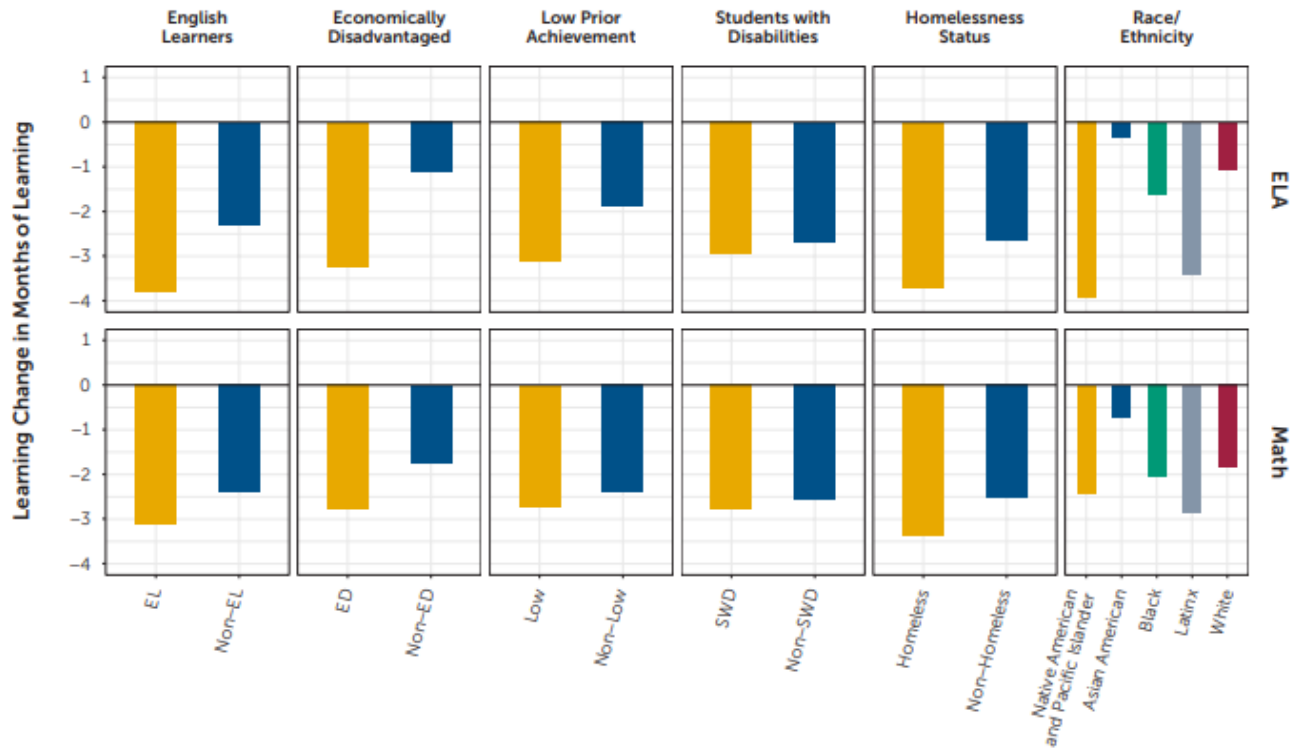 English
Learners
Economically
Disadvantaged
Low Prior
Achievement
Students with
Disabilities
Homelessness
Status
Race/
Ethnicity
Learning Change in Months of Learning
1
0
−1
−2
−3
−4
ELA
1
0
−1
−2
−3
−4
Math
EL
Non−EL
ED
Non−ED
Low
Non−Low
SWD
Non−SWD
Homeless
Non−Homeless
Native American
and Pacific Islander
Asian American
Black
Latinx
White